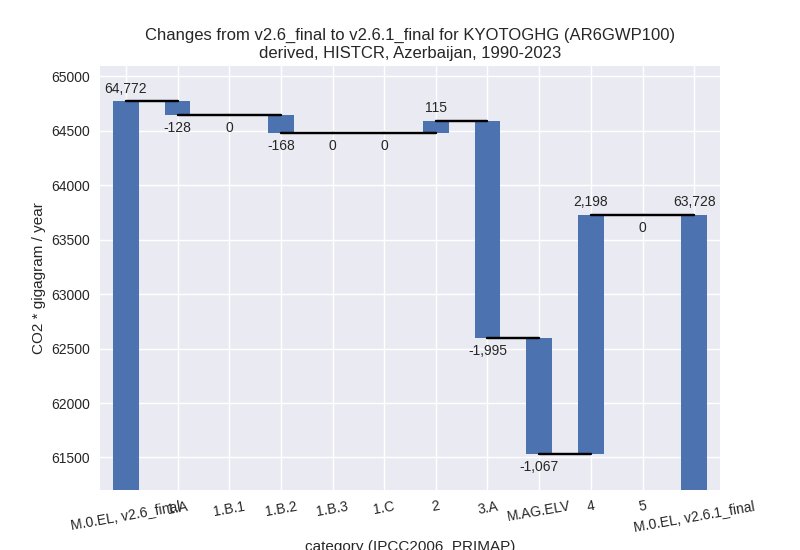 Changes from v2.6_final to v2.6.1_final for KYOTOGHG (AR6GWP100)
derived, HISTCR, Azerbaijan, 1990-2023
CO2 * gigagram / year
65000
64500
64000
63500
63000
62500
62000
61500
64,772
-128
0
-168
0
0
115
-1,995
-1,067
2,198
0
63,728
M.0.EL, v2.6_final
1.A
1.B.1
1.B.2
1.B.3
1.C
2
3.A
M.AG.ELV
4
5
M.0.EL, v2.6.1_final
category (IPCC2006_PRIMAP)